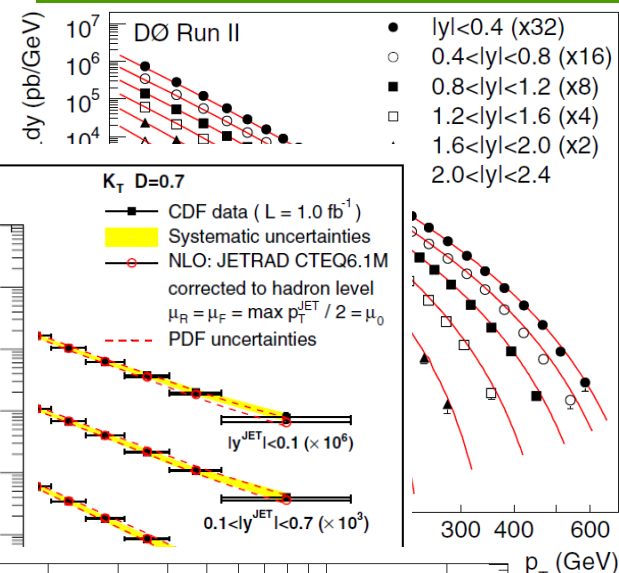 DØ Run II
10⁷
10⁶
10⁵
10⁴
dy (pb/GeV)
|y|<0.4 (x32)
0.4<|y|<0.8 (x16)
0.8<|y|<1.2 (x8)
1.2<|y|<1.6 (x4)
1.6<|y|<2.0 (x2)
2.0<|y|<2.4
K_T D=0.7
CDF data ( L = 1.0 fb⁻¹)
Systematic uncertainties
NLO: JETRAD CTEQ6.1M
corrected to hadron level
μ_R = μ_F = max p_T^JET / 2 = μ_0
PDF uncertainties
|y^JET|<0.1 (×10⁶)
0.1<|y^JET|<0.7 (×10³)
300 400 600
p_T (GeV)